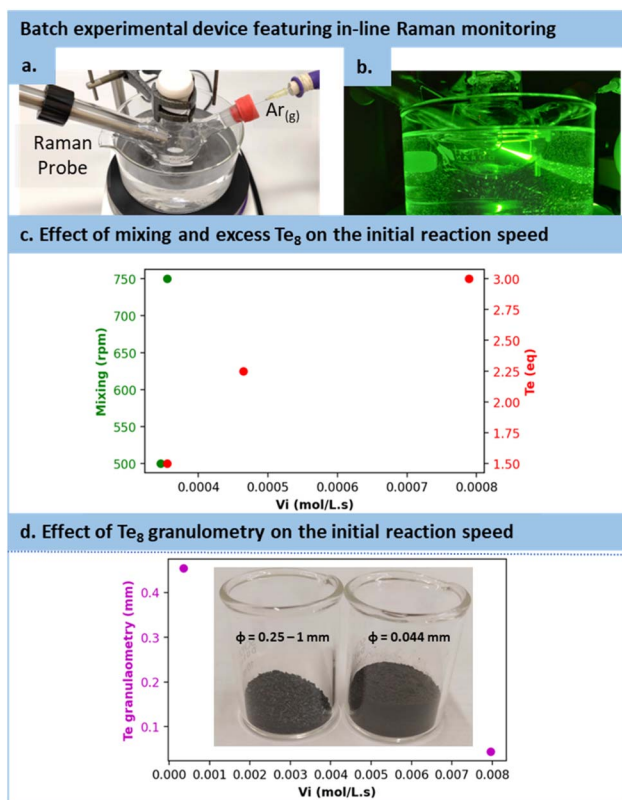 Batch experimental device featuring in-line Raman monitoring
a.
b.
Ar(g)
Raman
Probe
c. Effect of mixing and excess Te₈ on the initial reaction speed
750
700
650
600
550
500
Mixing (rpm)
3.00
2.75
2.50
2.25
2.00
1.75
1.50
Te (eq)
0.0004 0.0005 0.0006 0.0007 0.0008
Vi (mol/L.s)
d. Effect of Te₈ granulometry on the initial reaction speed
0.4
0.3
0.2
0.1
Te granulaometry (mm)
ϕ = 0.25 – 1 mm
ϕ = 0.044 mm
0.000 0.001 0.002 0.003 0.004 0.005 0.006 0.007 0.008
Vi (mol/L.s)